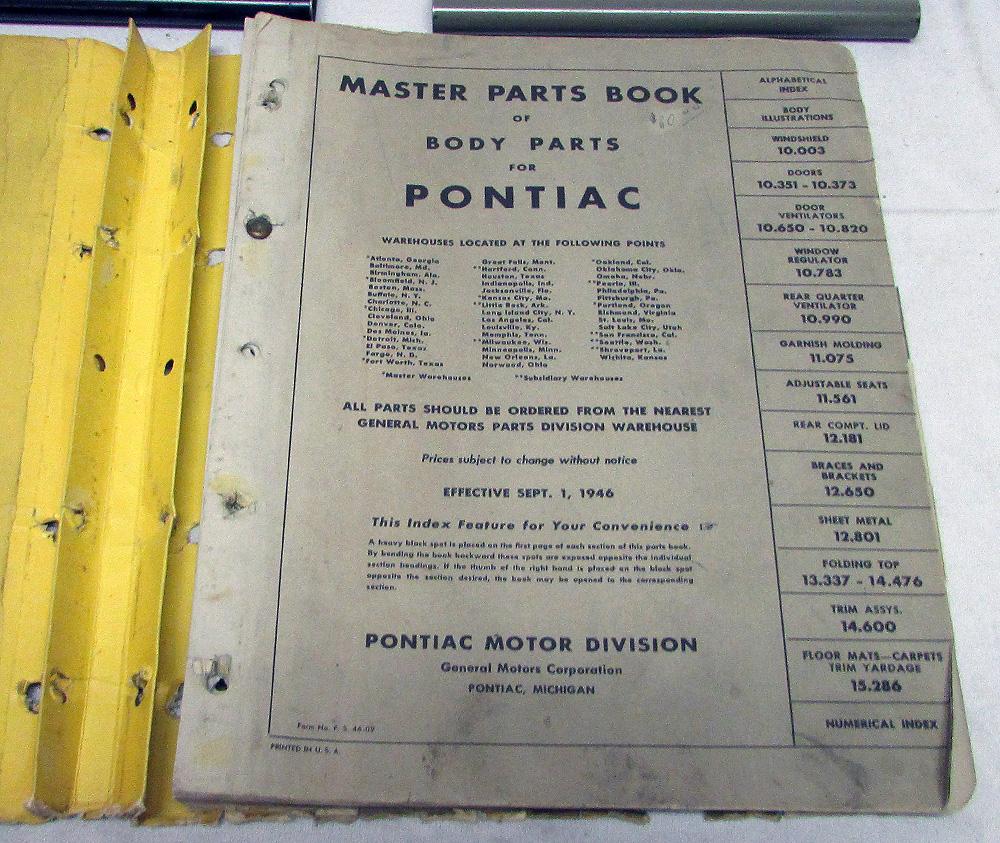 MASTER PARTS BOOK
OF
BODY PARTS
FOR
PONTIAC
WAREHOUSES LOCATED AT THE FOLLOWING POINTS
*Atlanta, Georgia
Baltimore, Md.
Birmingham, Ala.
*Bloomfield, N. J.
Boston, Mass.
Buffalo, N. Y.
Charlotte, N. C.
*Chicago, Ill.
Cleveland, Ohio
Denver, Colo.
Des Moines, Ia.
*Detroit, Mich.
El Paso, Texas
Fargo, N. D.
*Fort Worth, Texas
Great Falls, Mont.
**Hartford, Conn.
Houston, Texas
Indianapolis, Ind.
Jacksonville, Fla.
*Kansas City, Mo.
**Little Rock, Ark.
Long Island City, N. Y.
Los Angeles, Cal.
Louisville, Ky.
Memphis, Tenn.
**Milwaukee, Wis.
Minneapolis, Minn.
New Orleans, La.
Norwood, Ohio
*Oakland, Cal.
Oklahoma City, Okla.
Omaha, Nebr.
**Peoria, Ill.
Philadelphia, Pa.
Pittsburgh, Pa.
*Portland, Oregon
Richmond, Virginia
St. Louis, Mo.
Salt Lake City, Utah
**San Francisco, Cal.
**Seattle, Wash.
**Shreveport, La.
Wichita, Kansas
*Master Warehouses **Subsidiary Warehouses
ALL PARTS SHOULD BE ORDERED FROM THE NEAREST
GENERAL MOTORS PARTS DIVISION WAREHOUSE
Prices subject to change without notice
EFFECTIVE SEPT. 1, 1946
This Index Feature for Your Convenience ☞
A heavy black spot is placed on the first page of each section of this parts book.
By bending the book backward these spots are exposed opposite the individual
section headings. If the thumb of the right hand is placed on the black spot
opposite the section desired, the book may be opened to the corresponding
section.
PONTIAC MOTOR DIVISION
General Motors Corporation
PONTIAC, MICHIGAN
Form No. P. S. 46-09
PRINTED IN U. S. A.
ALPHABETICAL
INDEX
BODY
ILLUSTRATIONS
WINDSHIELD
10.003
DOORS
10.351 - 10.373
DOOR
VENTILATORS
10.650 - 10.820
WINDOW
REGULATOR
10.783
REAR QUARTER
VENTILATOR
10.990
GARNISH MOLDING
11.075
ADJUSTABLE SEATS
11.561
REAR COMPT. LID
12.181
BRACES AND
BRACKETS
12.650
SHEET METAL
12.801
FOLDING TOP
13.337 - 14.476
TRIM ASSYS.
14.600
FLOOR MATS—CARPETS
TRIM YARDAGE
15.286
NUMERICAL INDEX